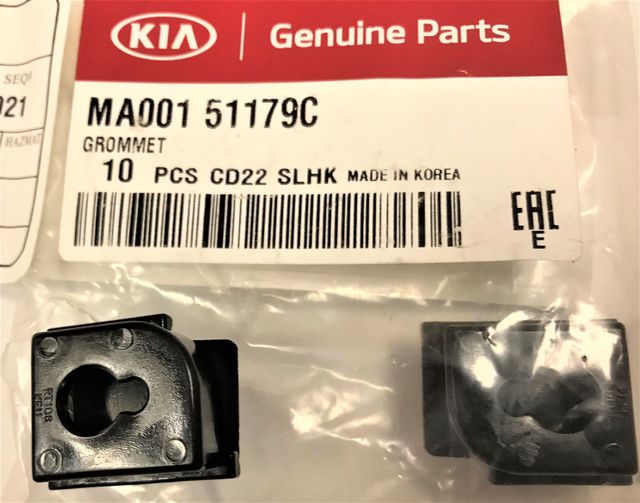 KIA Genuine Parts
SEQ#
021
HAZMAT
MA001 51179C
GROMMET
10 PCS CD22 SLHK MADE IN KOREA
EAC
E